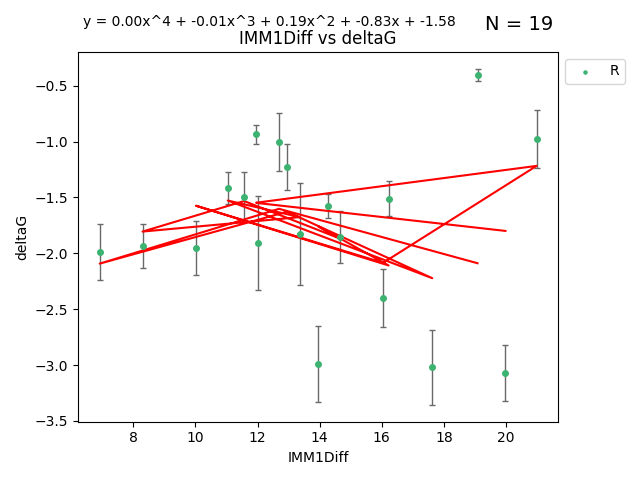 y = 0.00x^4 + -0.01x^3 + 0.19x^2 + -0.83x + -1.58
N = 19
IMM1Diff vs deltaG
R
−0.5
−1.0
−1.5
−2.0
−2.5
−3.0
−3.5
deltaG
8 10 12 14 16 18 20
IMM1Diff